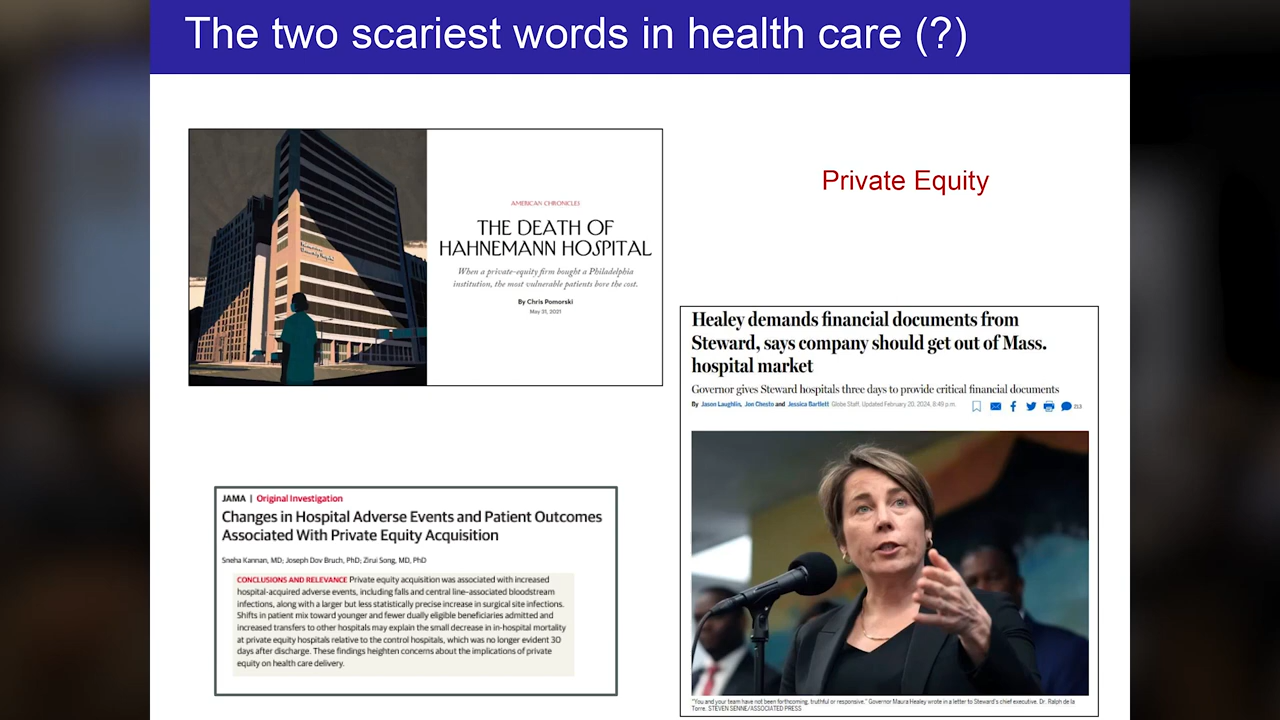 The two scariest words in health care (?)
Hahnemann
University Hospital
AMERICAN CHRONICLES
THE DEATH OF
HAHNEMANN HOSPITAL
When a private-equity firm bought a Philadelphia
institution, the most vulnerable patients bore the cost.
By Chris Pomorski
May 31, 2021
Private Equity
Healey demands financial documents from
Steward, says company should get out of Mass.
hospital market
Governor gives Steward hospitals three days to provide critical financial documents
By Jason Laughlin, Jon Chesto and Jessica Bartlett Globe Staff, Updated February 20, 2024, 8:49 p.m.
213
"You and your team have not been forthcoming, truthful or responsive." Governor Maura Healey wrote in a letter to Steward's chief executive, Dr. Ralph de la
Torre. STEVEN SENNE/ASSOCIATED PRESS
JAMA | Original Investigation
Changes in Hospital Adverse Events and Patient Outcomes
Associated With Private Equity Acquisition
Sneha Kannan, MD; Joseph Dov Bruch, PhD; Zirui Song, MD, PhD
CONCLUSIONS AND RELEVANCE Private equity acquisition was associated with increased
hospital-acquired adverse events, including falls and central line-associated bloodstream
infections, along with a larger but less statistically precise increase in surgical site infections.
Shifts in patient mix toward younger and fewer dually eligible beneficiaries admitted and
increased transfers to other hospitals may explain the small decrease in in-hospital mortality
at private equity hospitals relative to the control hospitals, which was no longer evident 30
days after discharge. These findings heighten concerns about the implications of private
equity on health care delivery.